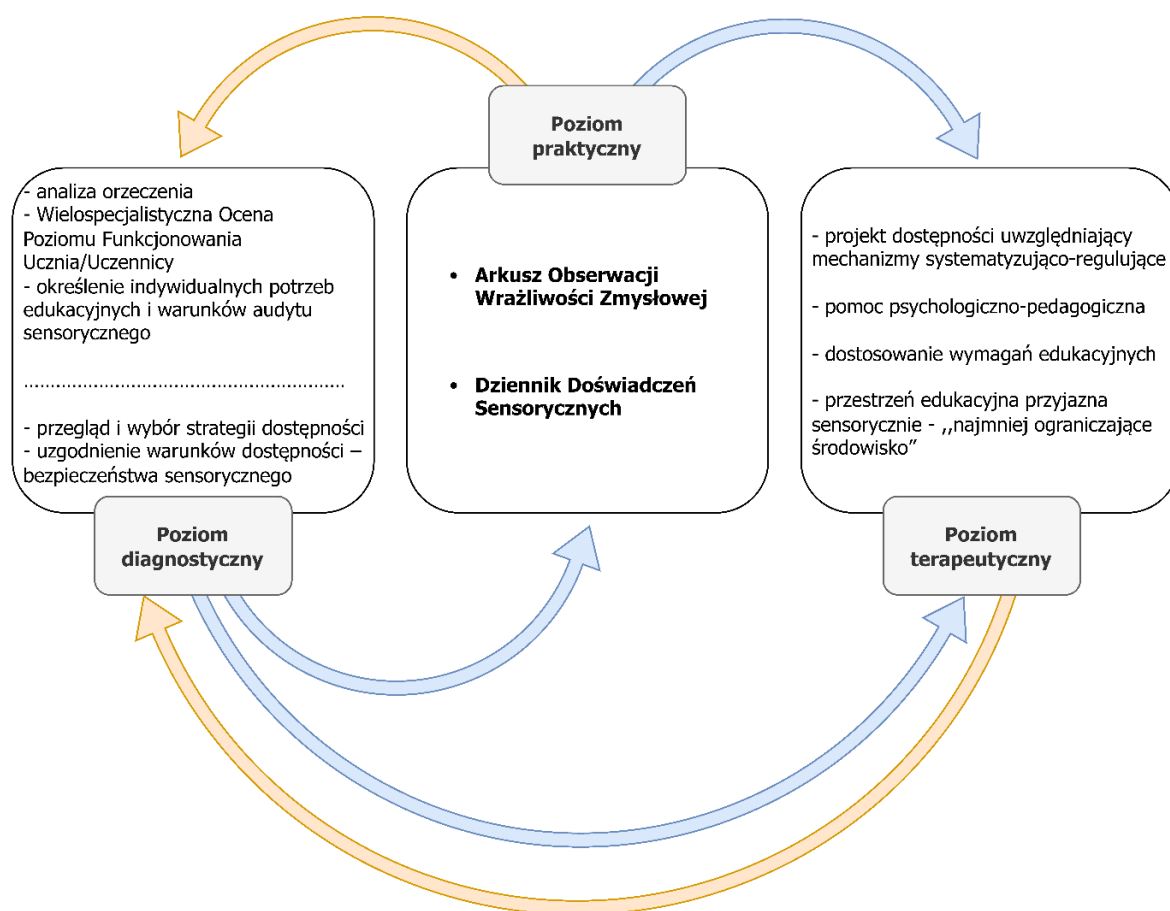 Poziom
praktyczny
- analiza orzeczenia
- Wielospecjalistyczna Ocena
Poziomu Funkcjonowania
Ucznia/Uczennicy
- określenie indywidualnych potrzeb
edukacyjnych i warunków audytu
sensorycznego
................................................................
- przegląd i wybór strategii dostępności
- uzgodnienie warunków dostępności –
bezpieczeństwa sensorycznego
Poziom
diagnostyczny
• Arkusz Obserwacji
Wrażliwości Zmysłowej
• Dziennik Doświadczeń
Sensorycznych
- projekt dostępności uwzględniający
mechanizmy systematyzująco-regulujące
- pomoc psychologiczno-pedagogiczna
- dostosowanie wymagań edukacyjnych
- przestrzeń edukacyjna przyjazna
sensorycznie - ,,najmniej ograniczające
środowisko”
Poziom
terapeutyczny